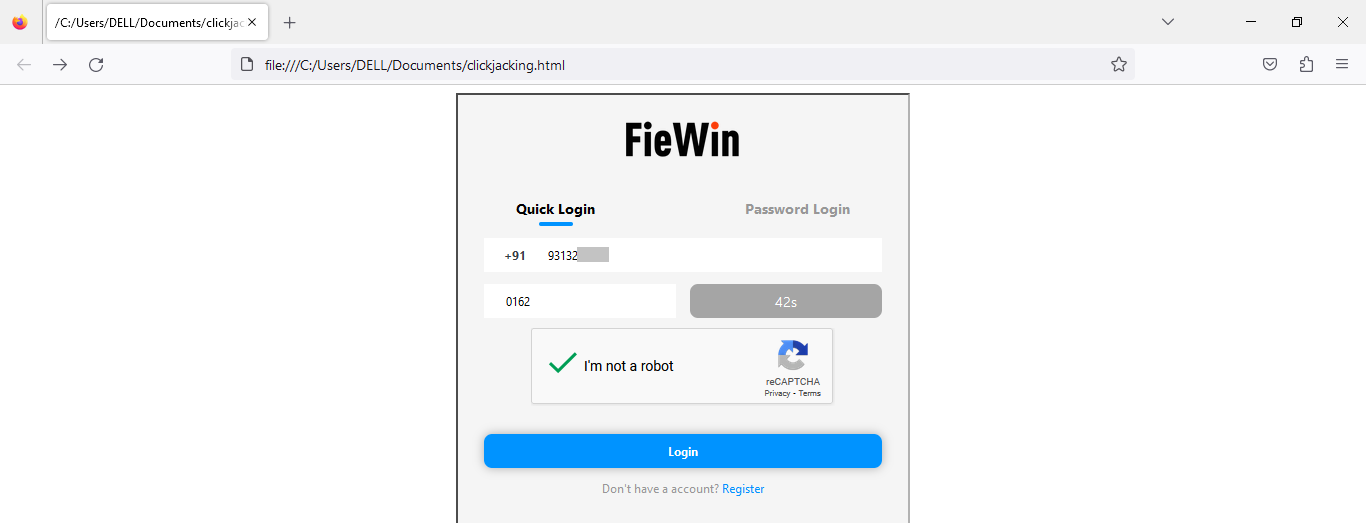 /C:/Users/DELL/Documents/clickjac
file:///C:/Users/DELL/Documents/clickjacking.html
FieWin
Quick Login Password Login
+91 93132
0162 42s
I'm not a robot
reCAPTCHA
Privacy - Terms
Login
Don't have a account? Register